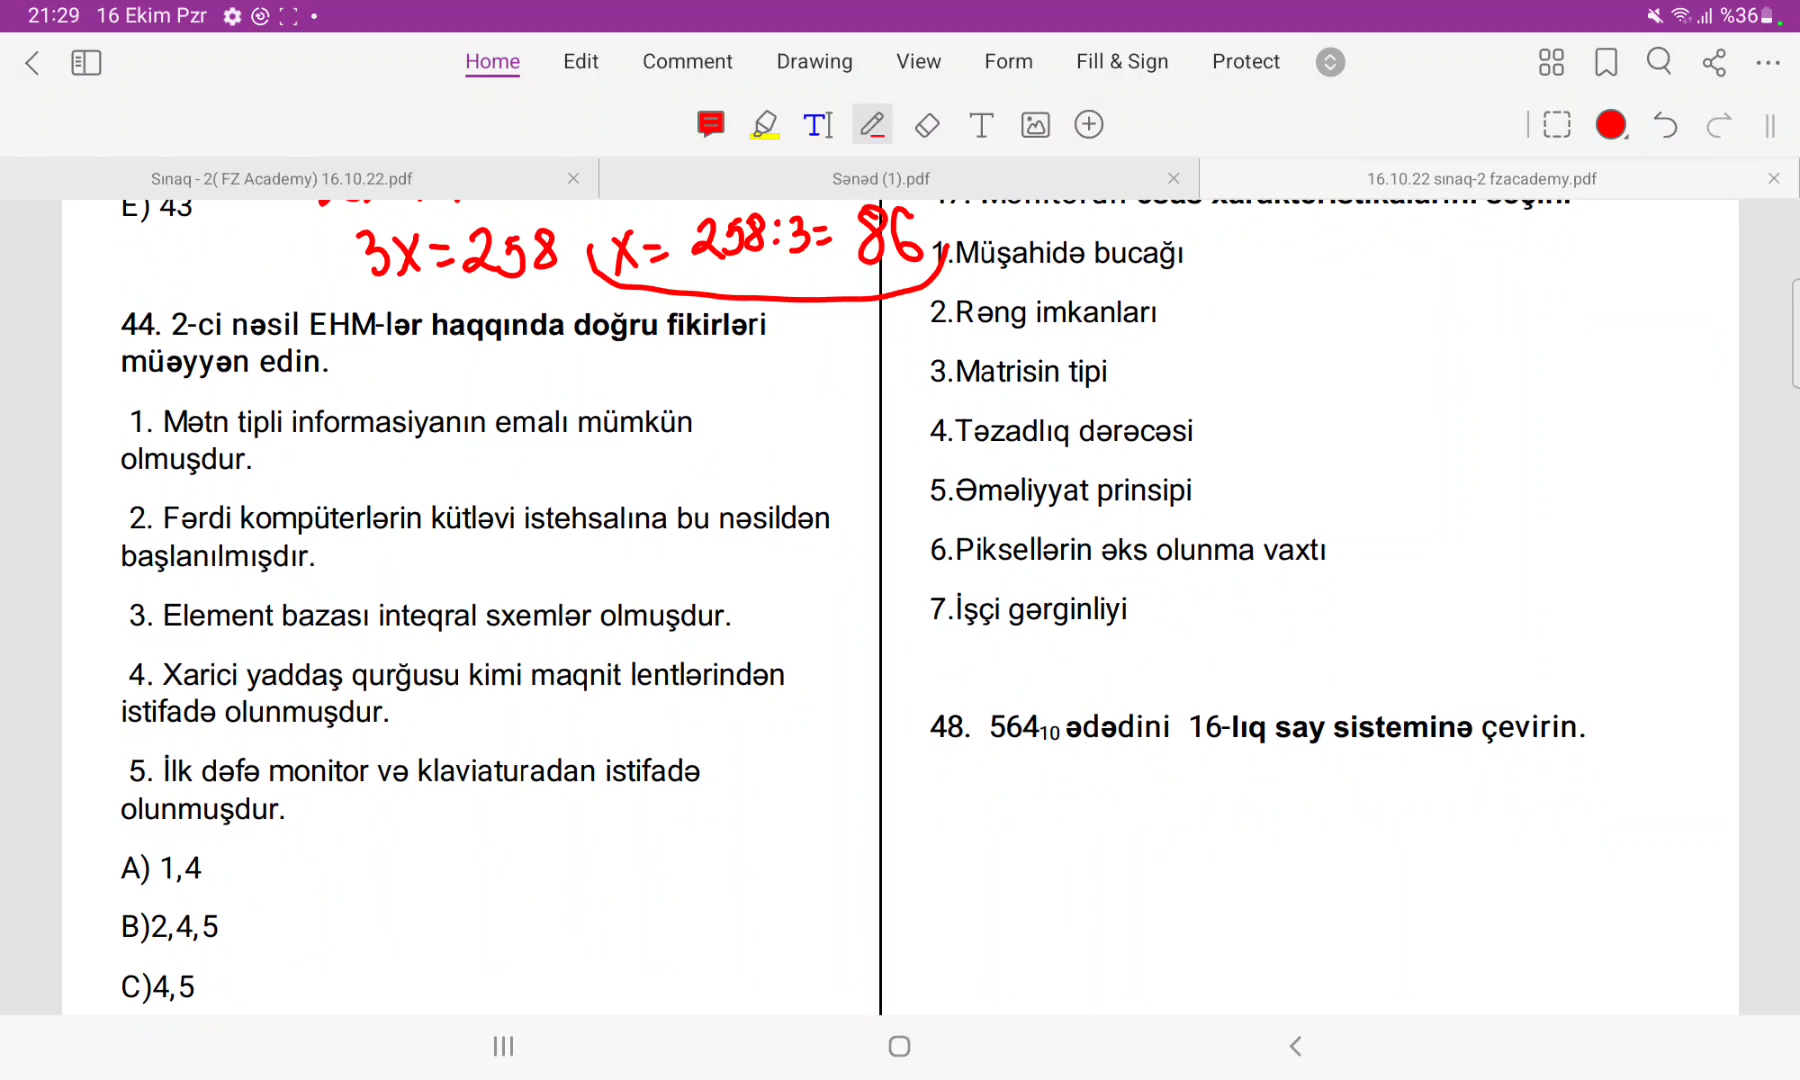 21:29 16 Ekim Pzr
%36
Home Edit Comment Drawing View Form Fill & Sign Protect
Sınaq - 2( FZ Academy) 16.10.22.pdf
Sənəd (1).pdf
16.10.22 sınaq-2 fzacademy.pdf
E) 43
3x=258 x= 258:3= 86
44. 2-ci nəsil EHM-lər haqqında doğru fikirləri
müəyyən edin.
1. Mətn tipli informasiyanın emalı mümkün
olmuşdur.
2. Fərdi kompüterlərin kütləvi istehsalına bu nəsildən
başlanılmışdır.
3. Element bazası inteqral sxemlər olmuşdur.
4. Xarici yaddaş qurğusu kimi maqnit lentlərindən
istifadə olunmuşdur.
5. İlk dəfə monitor və klaviaturadan istifadə
olunmuşdur.
A) 1,4
B)2,4,5
C)4,5
1.Müşahidə bucağı
2.Rəng imkanları
3.Matrisin tipi
4.Təzadlıq dərəcəsi
5.Əməliyyat prinsipi
6.Piksellərin əks olunma vaxtı
7.İşçi gərginliyi
48. 564₁₀ ədədini 16-lıq say sisteminə çevirin.